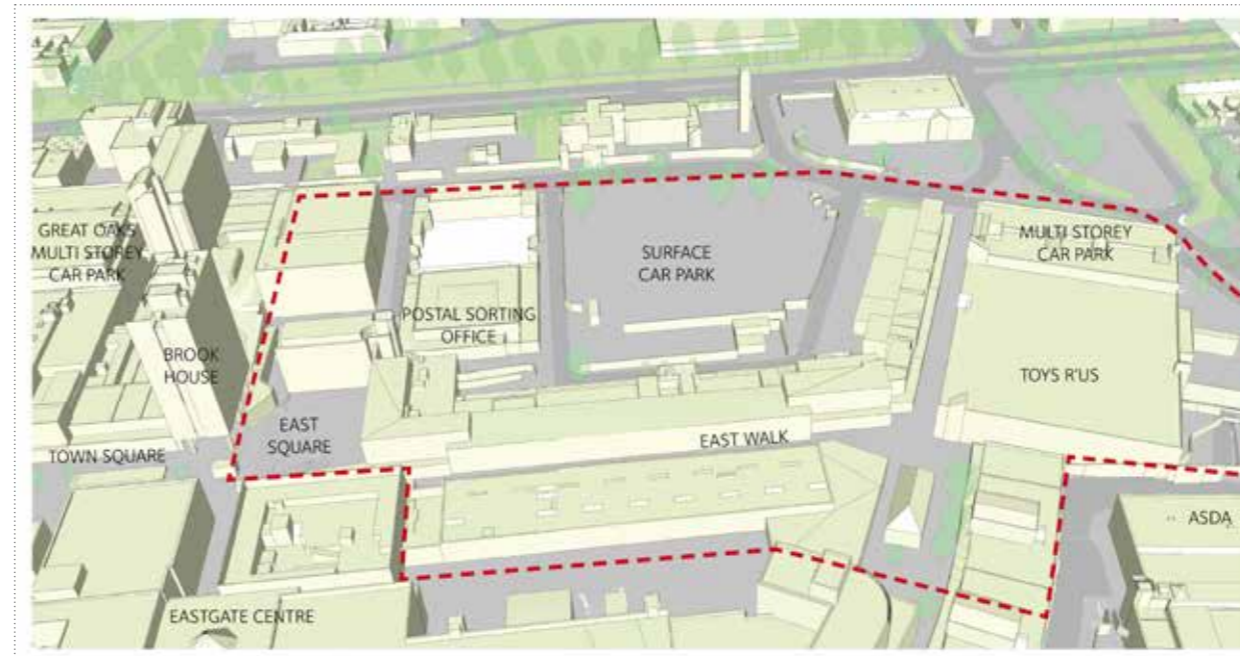 GREAT OAKS
MULTI STOREY
CAR PARK
SURFACE
CAR PARK
MULTI STOREY
CAR PARK
POSTAL SORTING
OFFICE
BROOK
HOUSE
TOYS R'US
EAST
SQUARE
EAST WALK
TOWN SQUARE
ASDA
EASTGATE CENTRE